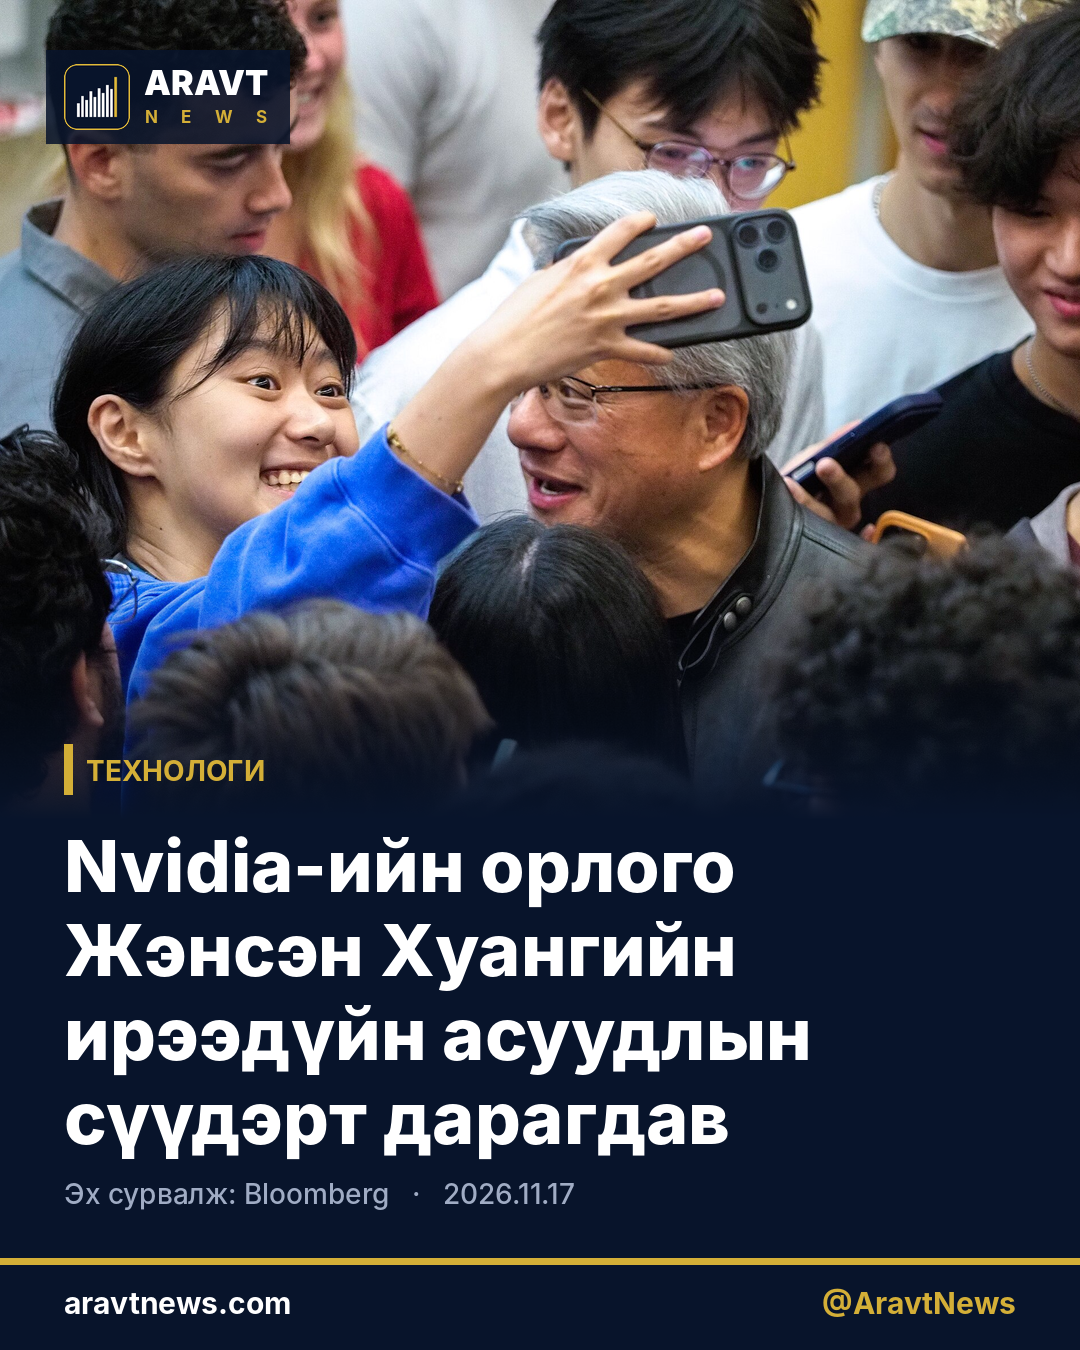 ARAVT
NEWS
ТЕХНОЛОГИ
Nvidia-ийн орлого
Жэнсэн Хуангийн
ирээдүйн асуудлын
сүүдэрт дарагдав
Эх сурвалж: Bloomberg · 2026.11.17
aravtnews.com
@AravtNews